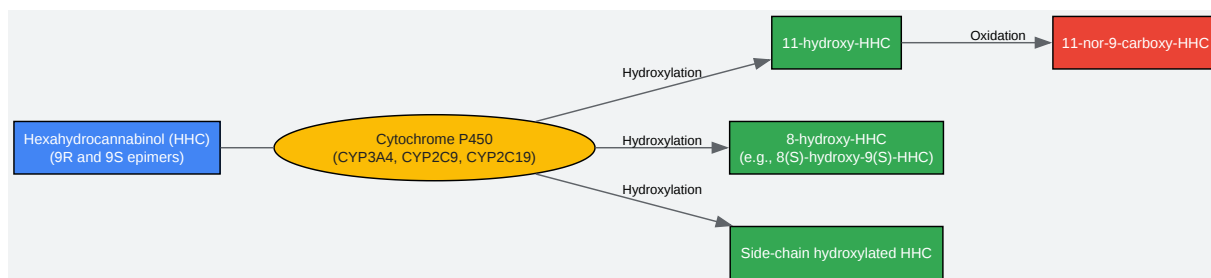 11-hydroxy-HHC
Oxidation
11-nor-9-carboxy-HHC
Hydroxylation
Hexahydrocannabinol (HHC)
(9R and 9S epimers)
Cytochrome P450
(CYP3A4, CYP2C9, CYP2C19)
Hydroxylation
8-hydroxy-HHC
(e.g., 8(S)-hydroxy-9(S)-HHC)
Hydroxylation
Side-chain hydroxylated HHC